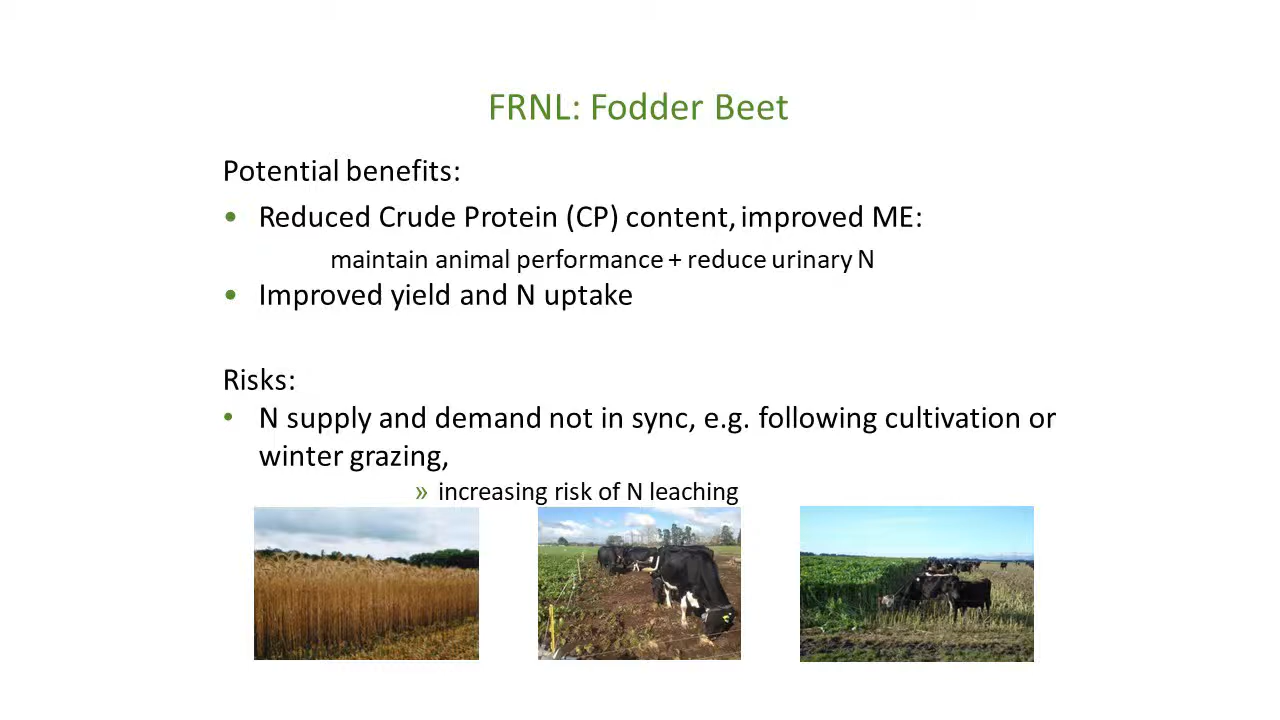 FRNL: Fodder Beet
Potential benefits:
• Reduced Crude Protein (CP) content, improved ME:
maintain animal performance + reduce urinary N
• Improved yield and N uptake
Risks:
• N supply and demand not in sync, e.g. following cultivation or
winter grazing,
» increasing risk of N leaching